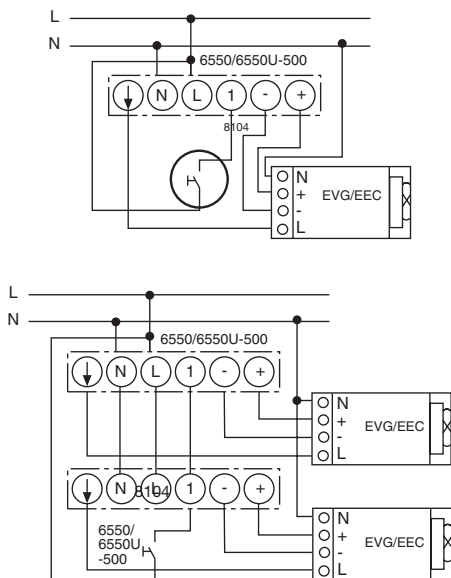 L
N
6550/6550U-500
N L 1 - +
8104
N
+
-
L
EVG/EEC
L
N
6550/6550U-500
N L 1 - +
N
+
-
L
EVG/EEC
N L 1 - +
8104
6550/
6550U
-500
N
+
-
L
EVG/EEC